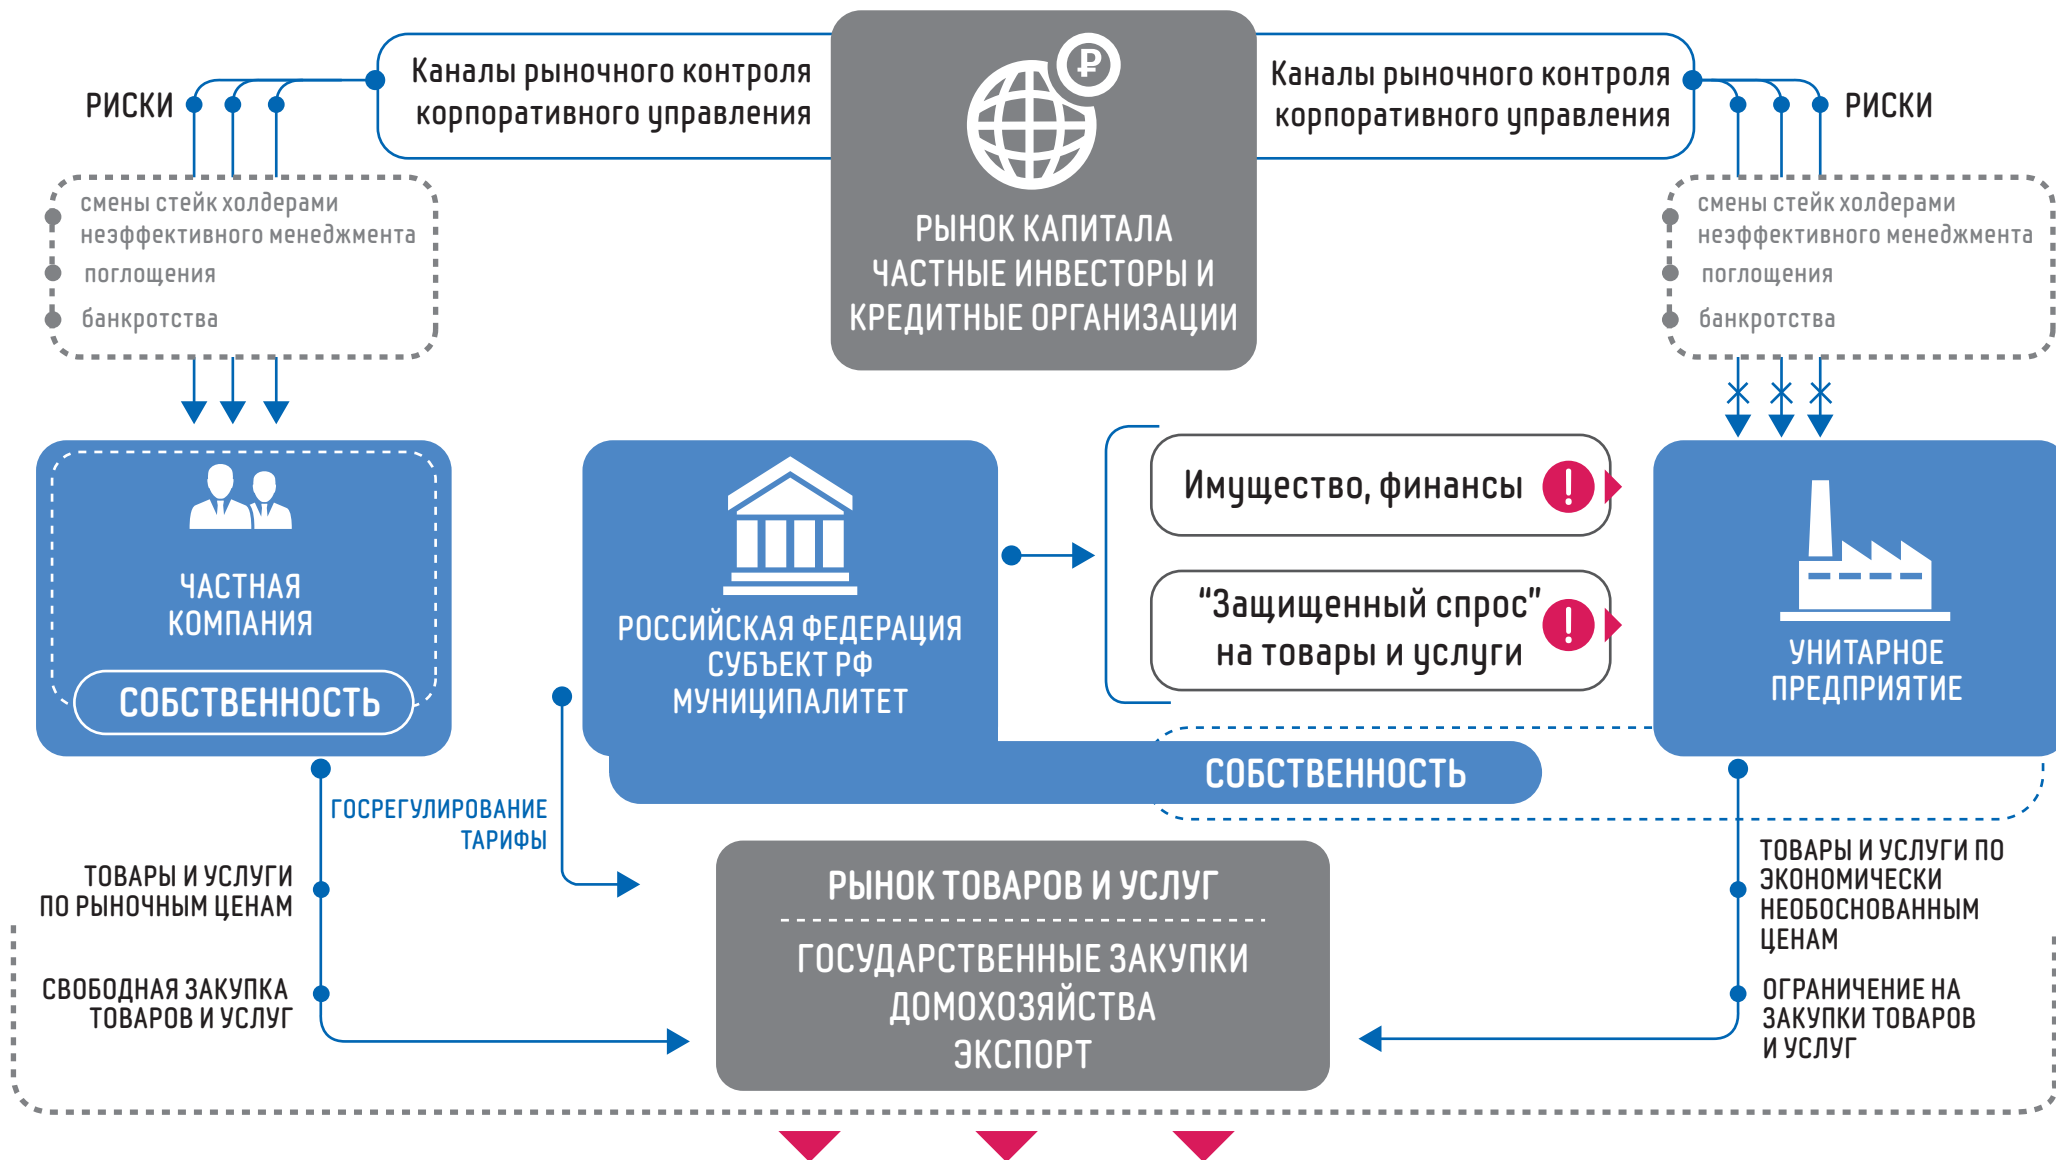 Каналы рыночного контроля
корпоративного управления
РИСКИ
смены стейк холдерами
неэффективного менеджмента
поглощения
банкротства
₽
РЫНОК КАПИТАЛА
ЧАСТНЫЕ ИНВЕСТОРЫ И
КРЕДИТНЫЕ ОРГАНИЗАЦИИ
Каналы рыночного контроля
корпоративного управления
РИСКИ
смены стейк холдерами
неэффективного менеджмента
поглощения
банкротства
ЧАСТНАЯ
КОМПАНИЯ
СОБСТВЕННОСТЬ
РОССИЙСКАЯ ФЕДЕРАЦИЯ
СУБЪЕКТ РФ
МУНИЦИПАЛИТЕТ
Имущество, финансы !
“Защищенный спрос”
на товары и услуги !
УНИТАРНОЕ
ПРЕДПРИЯТИЕ
СОБСТВЕННОСТЬ
ГОСРЕГУЛИРОВАНИЕ
ТАРИФЫ
ТОВАРЫ И УСЛУГИ
ПО РЫНОЧНЫМ ЦЕНАМ
СВОБОДНАЯ ЗАКУПКА
ТОВАРОВ И УСЛУГ
РЫНОК ТОВАРОВ И УСЛУГ
ГОСУДАРСТВЕННЫЕ ЗАКУПКИ
ДОМОХОЗЯЙСТВА
ЭКСПОРТ
ТОВАРЫ И УСЛУГИ ПО
ЭКОНОМИЧЕСКИ
НЕОБОСНОВАННЫМ
ЦЕНАМ
ОГРАНИЧЕНИЕ НА
ЗАКУПКИ ТОВАРОВ
И УСЛУГ